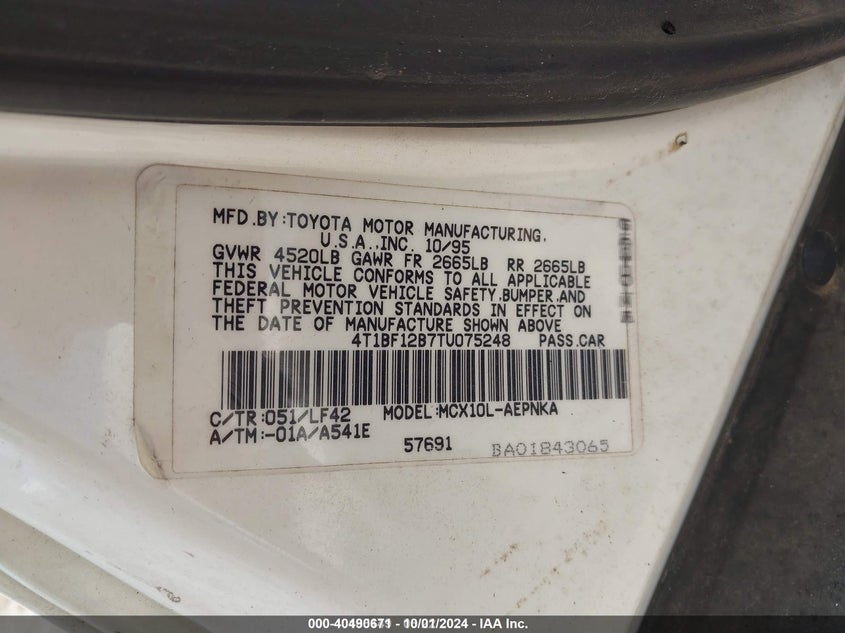 MFD.BY:TOYOTA MOTOR MANUFACTURING,
U.S.A.,INC. 10/95
GVWR 4520LB GAWR FR 2665LB RR 2665LB
THIS VEHICLE CONFORMS TO ALL APPLICABLE
FEDERAL MOTOR VEHICLE SAFETY,BUMPER,AND
THEFT PREVENTION STANDARDS IN EFFECT ON
THE DATE OF MANUFACTURE SHOWN ABOVE
4T1BF12B7TU075248 PASS.CAR
C/TR:051/LF42 MODEL:MCX10L-AEPNKA
A/TM:-01A/A541E
57691 BA01843065
000-40490671 - 10/01/2024 - IAA Inc.